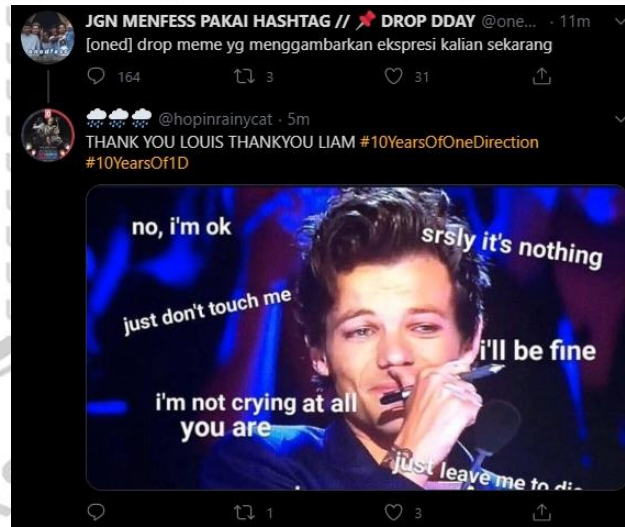 JGN MENFESS PAKAI HASHTAG // 📌 DROP DDAY @one... · 11m
[oned] drop meme yg menggambarkan ekspresi kalian sekarang
164 3 31
🌧️🌧️🌧️ @hopinrainycat · 5m
THANK YOU LOUIS THANKYOU LIAM #10YearsOfOneDirection
#10YearsOf1D
no, i'm ok
srsly it's nothing
just don't touch me
i'll be fine
i'm not crying at all
you are
just leave me to
1 3